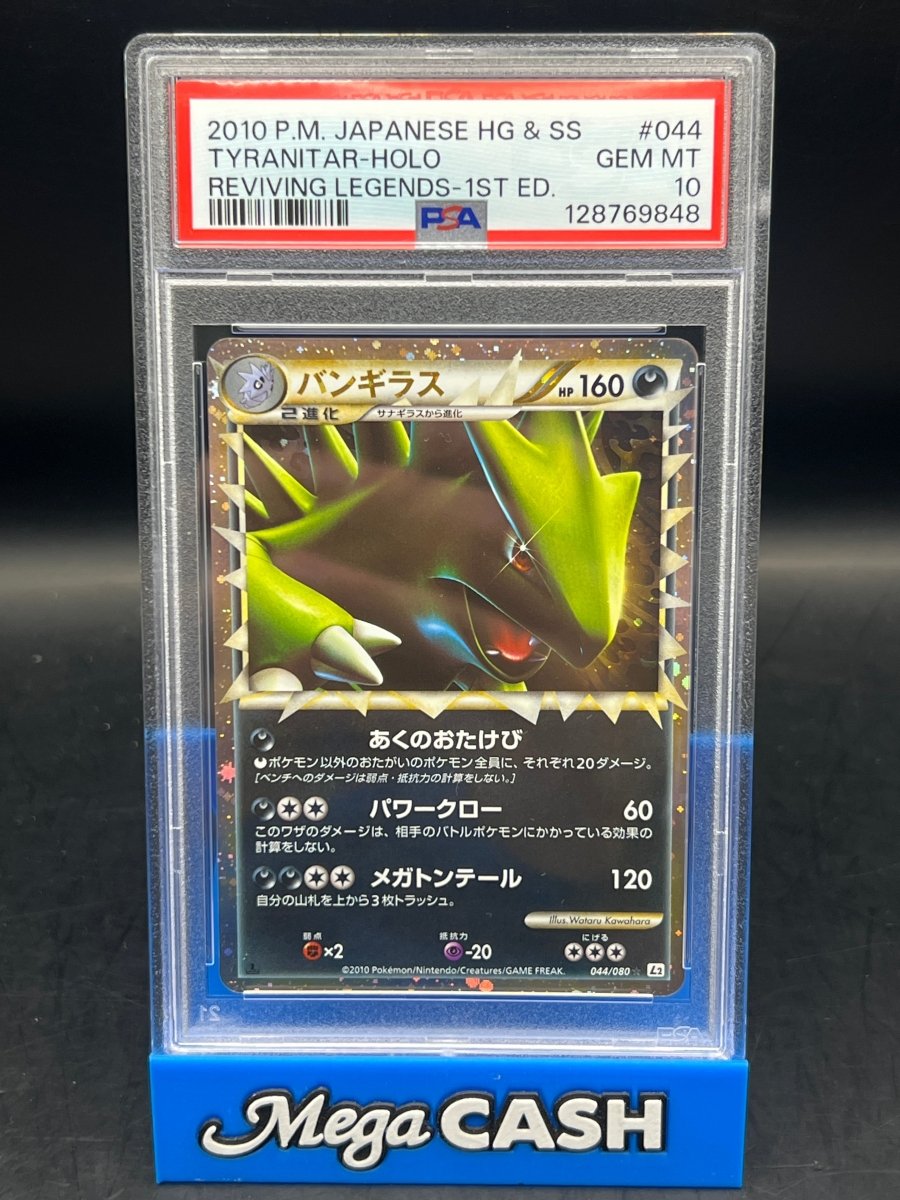 2010 P.M. JAPANESE HG & SS #044
TYRANITAR-HOLO GEM MT
REVIVING LEGENDS-1ST ED. 10
PSA 128769848
バンギラス HP 160
2進化 サナギラスから進化
あくのおたけび
ポケモン以外のおたがいのポケモン全員に、それぞれ20ダメージ。
[ベンチへのダメージは弱点・抵抗力の計算をしない。]
パワークロー 60
このワザのダメージは、相手のバトルポケモンにかかっている効果の
計算をしない。
メガトンテール 120
自分の山札を上から3枚トラッシュ。
Illus. Wataru Kawahara
弱点 抵抗力 にげる
×2 -20
©2010 Pokémon/Nintendo/Creatures/GAME FREAK. 044/080 L2
Mega CASH